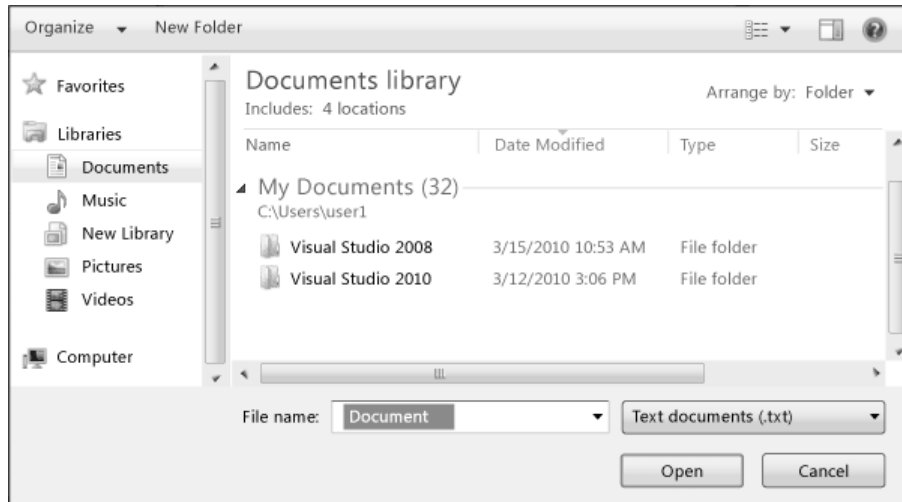 Organize New Folder
Favorites
Libraries
Documents
Music
New Library
Pictures
Videos
Computer
Documents library
Includes: 4 locations
Arrange by: Folder
Name Date Modified Type Size
My Documents (32)
C:\Users\user1
Visual Studio 2008 3/15/2010 10:53 AM File folder
Visual Studio 2010 3/12/2010 3:06 PM File folder
File name: Document Text documents (.txt)
Open Cancel